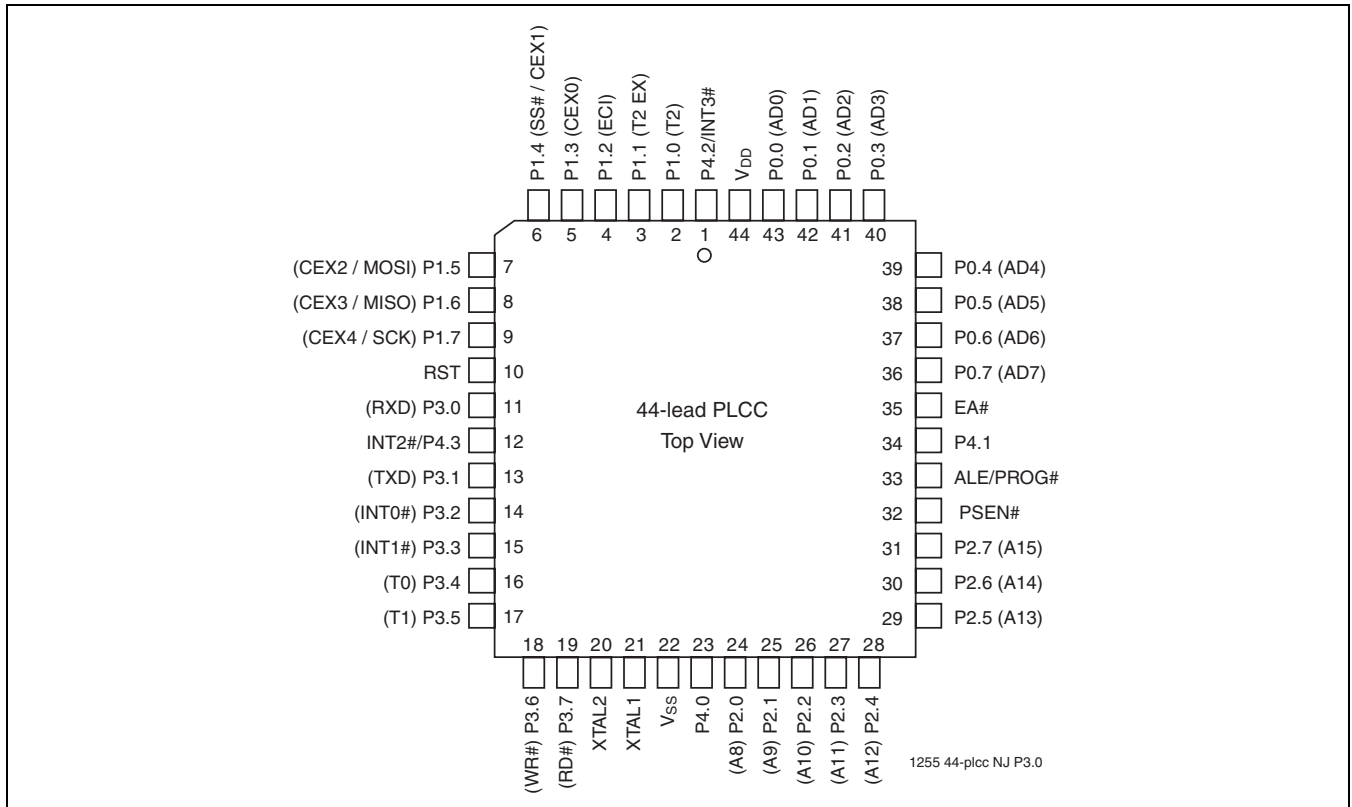 P1.4 (SS# / CEX1)
P1.3 (CEX0)
P1.2 (ECI)
P1.1 (T2 EX)
P1.0 (T2)
P4.2/INT3#
VDD
P0.0 (AD0)
P0.1 (AD1)
P0.2 (AD2)
P0.3 (AD3)
6 5 4 3 2 1 44 43 42 41 40
(CEX2 / MOSI) P1.5 7
(CEX3 / MISO) P1.6 8
(CEX4 / SCK) P1.7 9
RST 10
(RXD) P3.0 11
INT2#/P4.3 12
(TXD) P3.1 13
(INT0#) P3.2 14
(INT1#) P3.3 15
(T0) P3.4 16
(T1) P3.5 17
44-lead PLCC
Top View
39 P0.4 (AD4)
38 P0.5 (AD5)
37 P0.6 (AD6)
36 P0.7 (AD7)
35 EA#
34 P4.1
33 ALE/PROG#
32 PSEN#
31 P2.7 (A15)
30 P2.6 (A14)
29 P2.5 (A13)
18 19 20 21 22 23 24 25 26 27 28
(WR#) P3.6
(RD#) P3.7
XTAL2
XTAL1
VSS
P4.0
(A8) P2.0
(A9) P2.1
(A10) P2.2
(A11) P2.3
(A12) P2.4
1255 44-plcc NJ P3.0